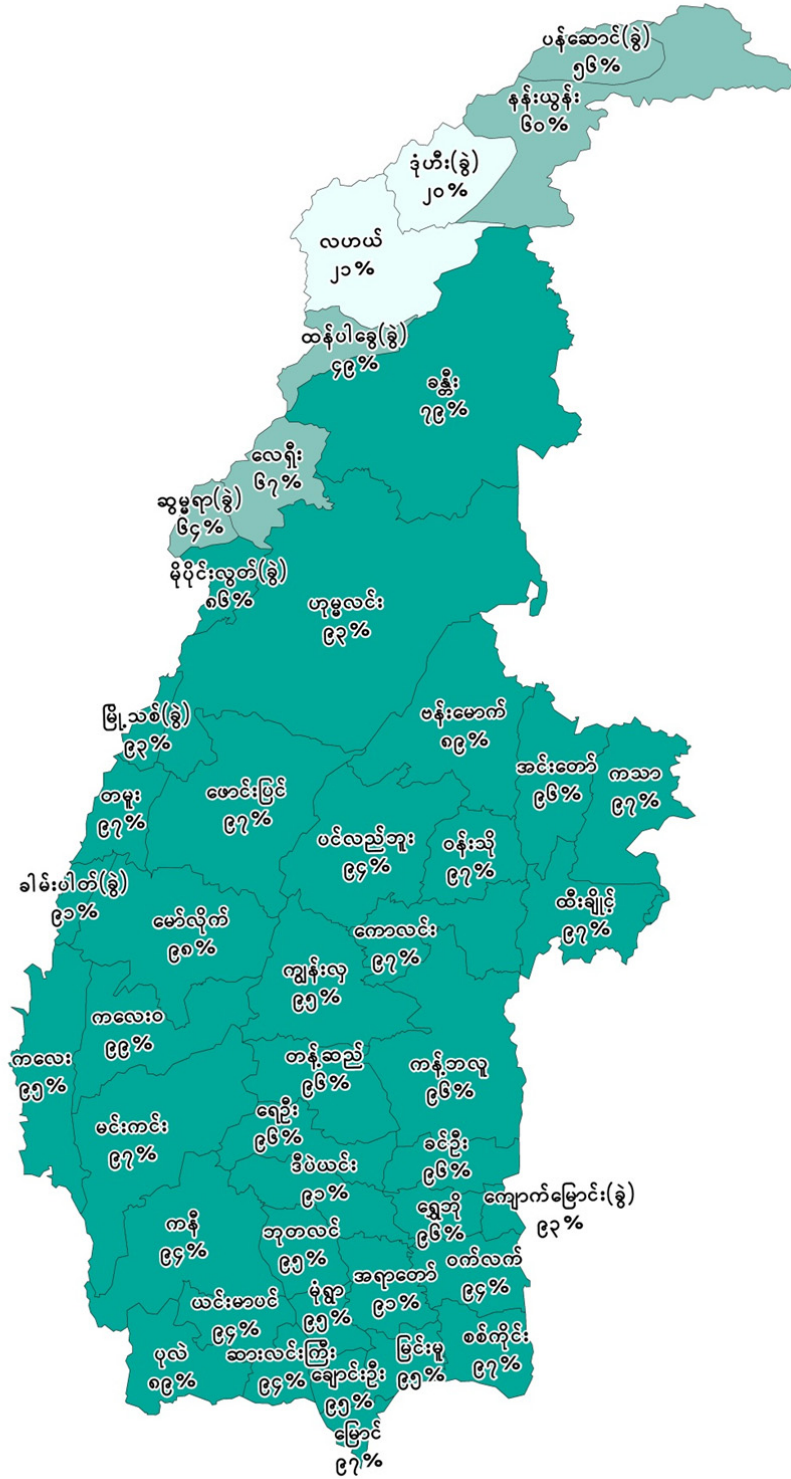 ပန်ဆောင်(ခွဲ)
၅၆%
နန်းယွန်း
၆၀%
ဒုံဟီး(ခွဲ)
၂၀%
လဟယ်
၂၁%
ထန်ပါခွေ(ခွဲ)
၄၉%
ခန္တီး
၇၉%
လေရှီး
၆၇%
ဆွမ္မရာ(ခွဲ)
၆၄%
မိုပိုင်းလွတ်(ခွဲ)
၈၆%
ဟုမ္မလင်း
၉၃%
မြို့သစ်(ခွဲ)
၉၃%
ဗန်းမောက်
၈၉%
အင်းတော်
၉၆%
ကသာ
၉၇%
တမူး
၉၇%
ဖောင်းပြင်
၉၇%
ပင်လည်ဘူး
၉၄%
ဝန်းသို
၉၇%
ခါမ်းပါတ်(ခွဲ)
၉၁%
မော်လိုက်
၉၈%
ကောလင်း
၉၇%
ထီးချိုင့်
၉၇%
ကျွန်းလှ
၉၅%
ကလေးဝ
၉၉%
ကလေး
၉၅%
တန့်ဆည်
၉၆%
ကန့်ဘလူ
၉၆%
မင်းကင်း
၉၇%
ရေဦး
၉၆%
ခင်ဦး
၉၆%
ဒီပဲယင်း
၉၁%
ရွှေဘို
၉၆%
ကျောက်မြောင်း(ခွဲ)
၉၃%
ကနီ
၉၄%
ဘုတလင်
၉၅%
အရာတော်
၉၁%
ဝက်လက်
၉၄%
ယင်းမာပင်
၉၄%
မုံရွာ
၉၅%
ပုလဲ
၈၉%
ဆားလင်းကြီး
၉၄%
ချောင်းဦး
၉၅%
မြင်းမူ
၉၅%
စစ်ကိုင်း
၉၇%
မြောင်
၉၇%